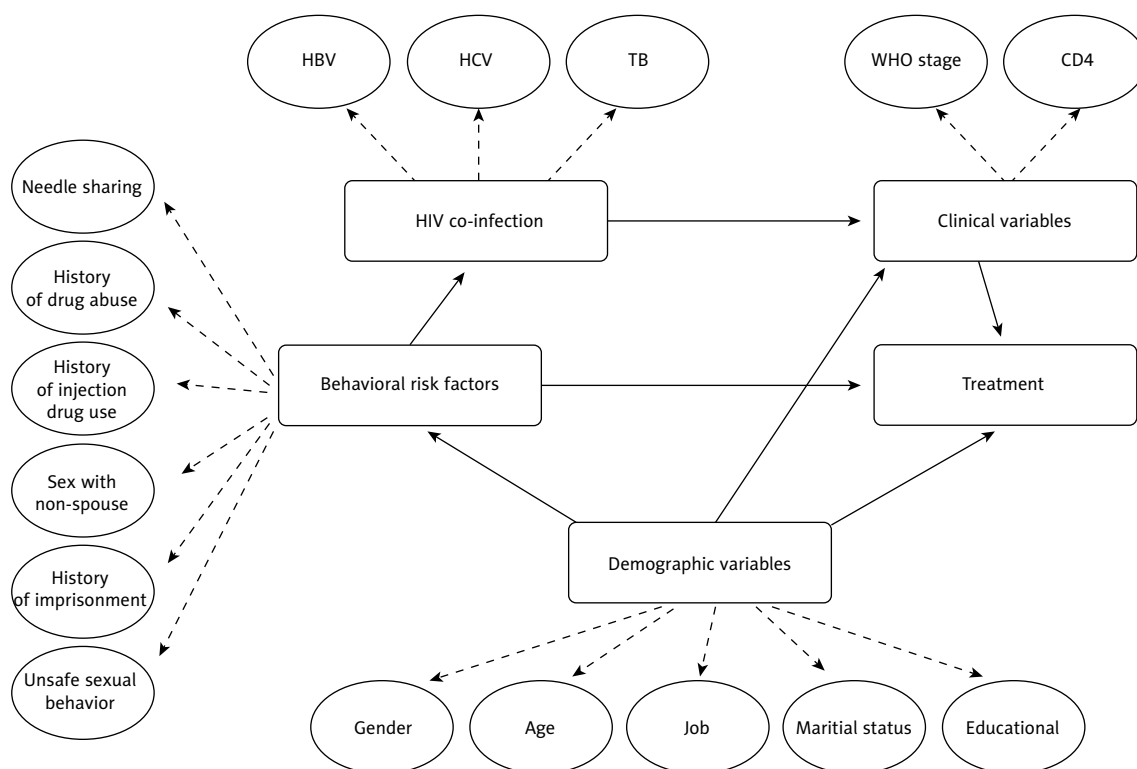 HBV
HCV
TB
WHO stage
CD4
Needle sharing
HIV co-infection
Clinical variables
History
of drug abuse
Behavioral risk factors
Treatment
History
of injection
drug use
Sex with
non-spouse
Demographic variables
History
of imprisonment
Unsafe sexual
behavior
Gender
Age
Job
Maritial status
Educational